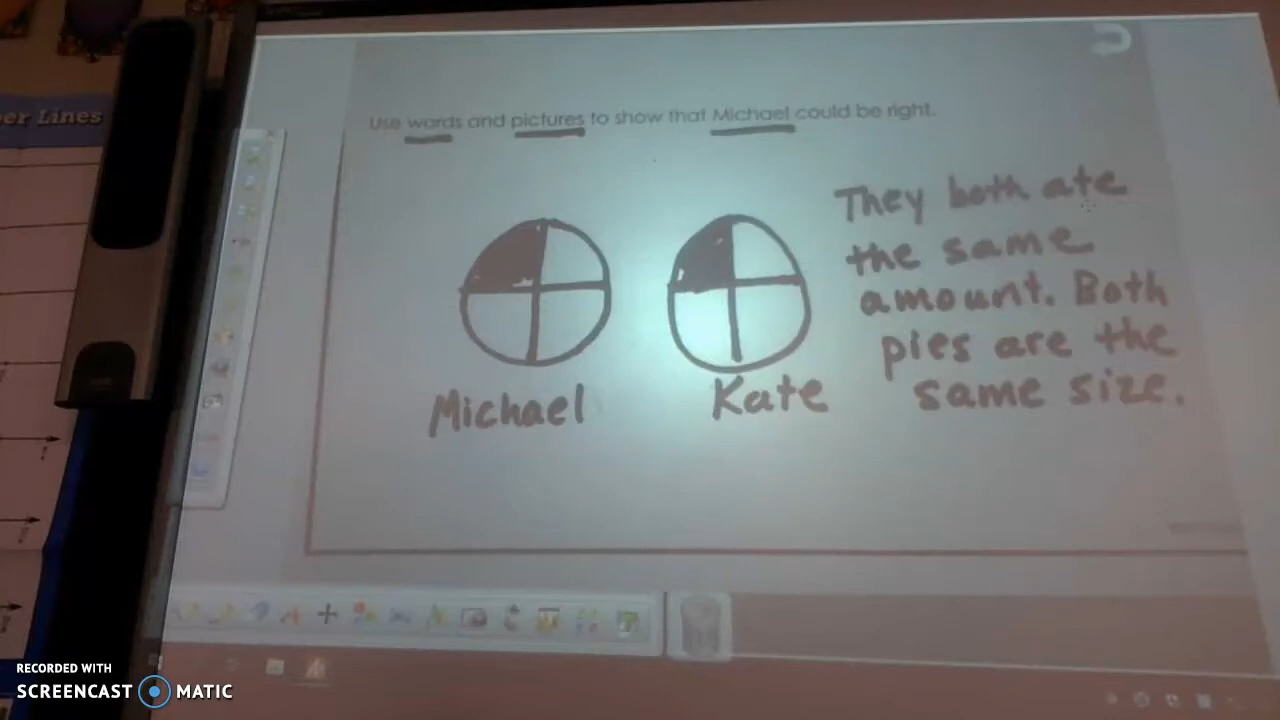 er Lines
Use words and pictures to show that Michael could be right.
They both ate
the same
amount. Both
pies are the
same size.
Michael
Kate
RECORDED WITH
SCREENCAST MATIC